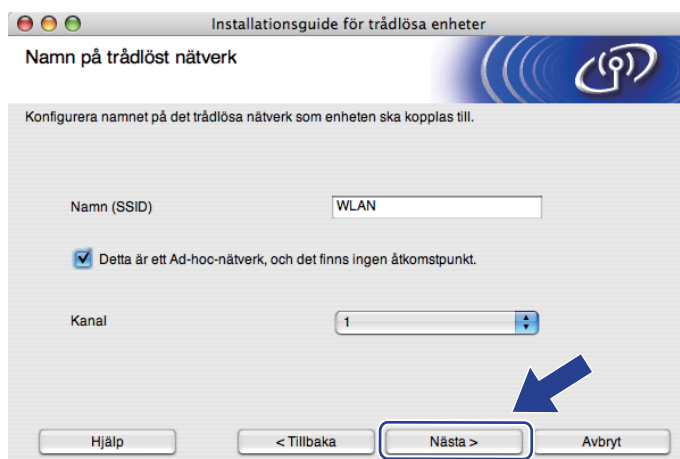 Installationsguide för trådlösa enheter
Namn på trådlöst nätverk
Konfigurera namnet på det trådlösa nätverk som enheten ska kopplas till.
Namn (SSID)
WLAN
Detta är ett Ad-hoc-nätverk, och det finns ingen åtkomstpunkt.
Kanal
1
Hjälp
< Tillbaka
Nästa >
Avbryt